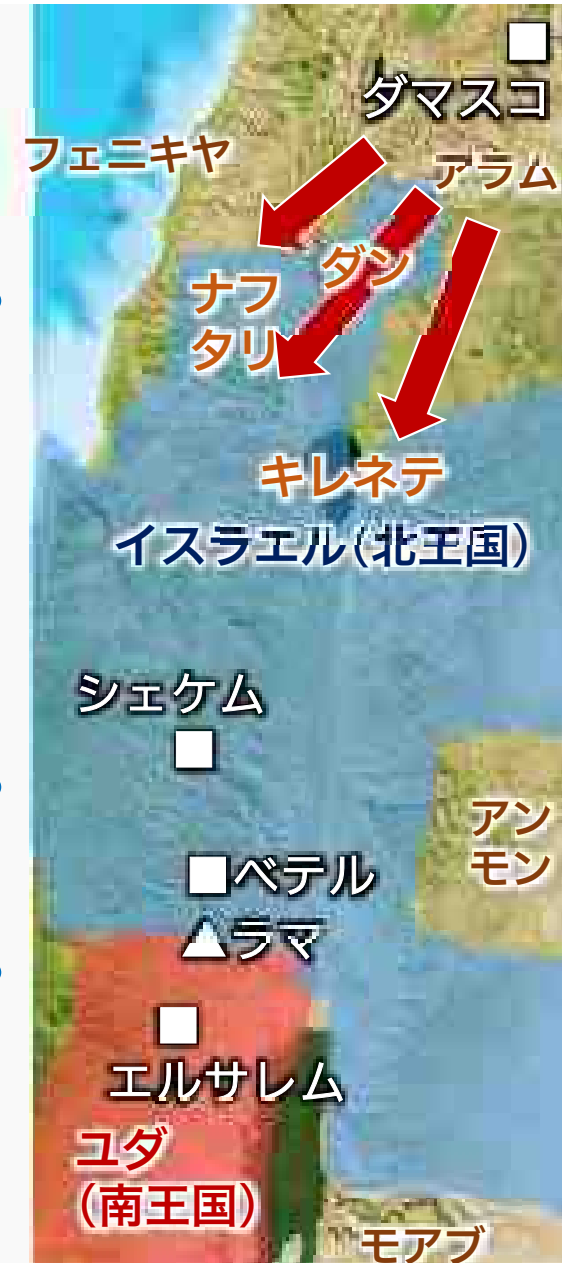 ダマスコ
フェニキヤ
アラム
ダン
ナフ
タリ
キレネテ
イスラエル(北王国)
シェケム
アン
モン
ベテル
ラマ
エルサレム
ユダ
(南王国)
モアブ